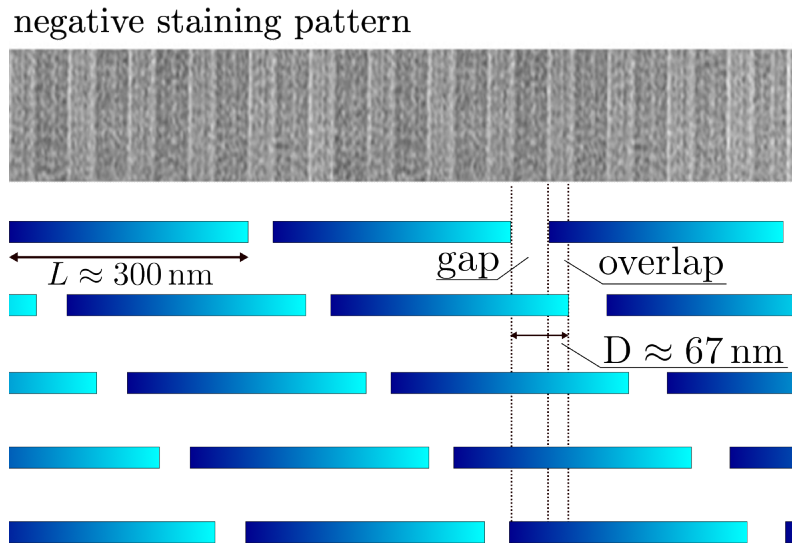 negative staining pattern
gap
overlap
L ≈ 300 nm
D ≈ 67 nm